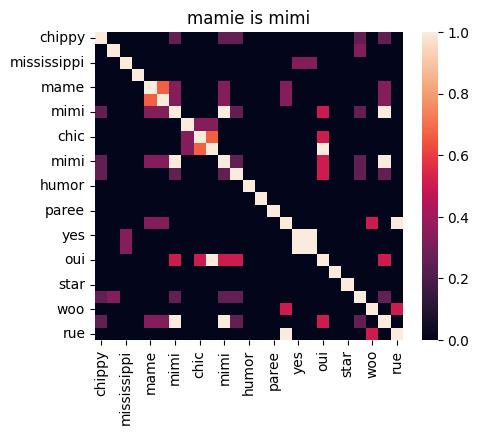 mamie is mimi
chippy
mississippi
mame
mimi
chic
mimi
humor
paree
yes
oui
star
woo
rue
chippy
mississippi
mame
mimi
chic
mimi
humor
paree
yes
oui
star
woo
rue
1.0
0.8
0.6
0.4
0.2
0.0